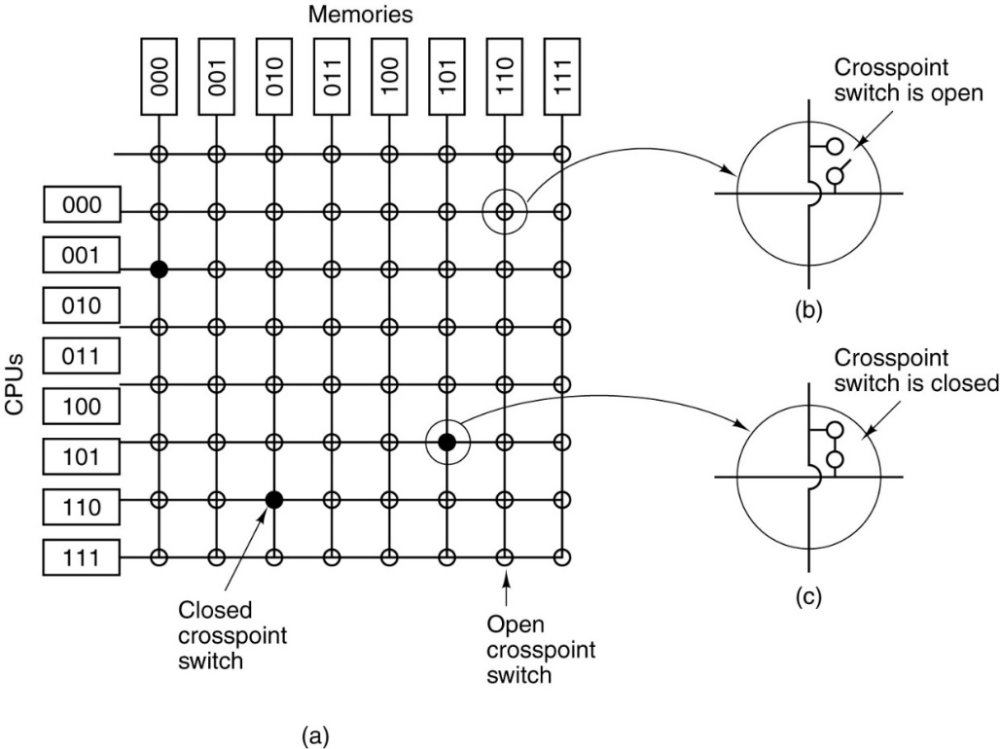 Memories
000
001
010
011
100
101
110
111
Crosspoint
switch is open
(b)
CPUs
000
001
010
011
100
101
110
111
Crosspoint
switch is closed
(c)
Closed
crosspoint
switch
Open
crosspoint
switch
(a)